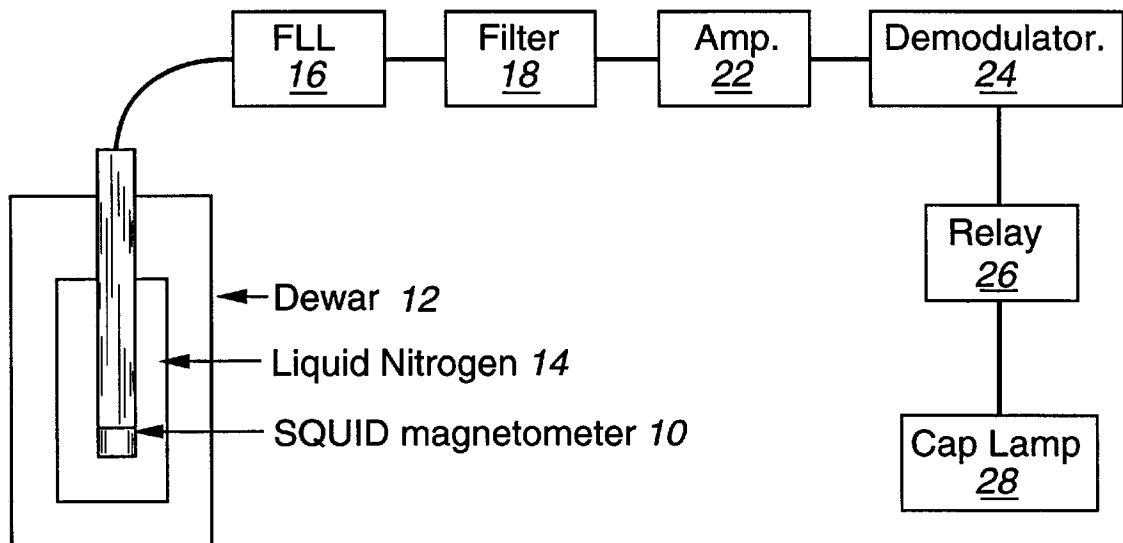 FLL
16
Filter
18
Amp.
22
Demodulator.
24
Relay
26
Dewar 12
Liquid Nitrogen 14
SQUID magnetometer 10
Cap Lamp
28